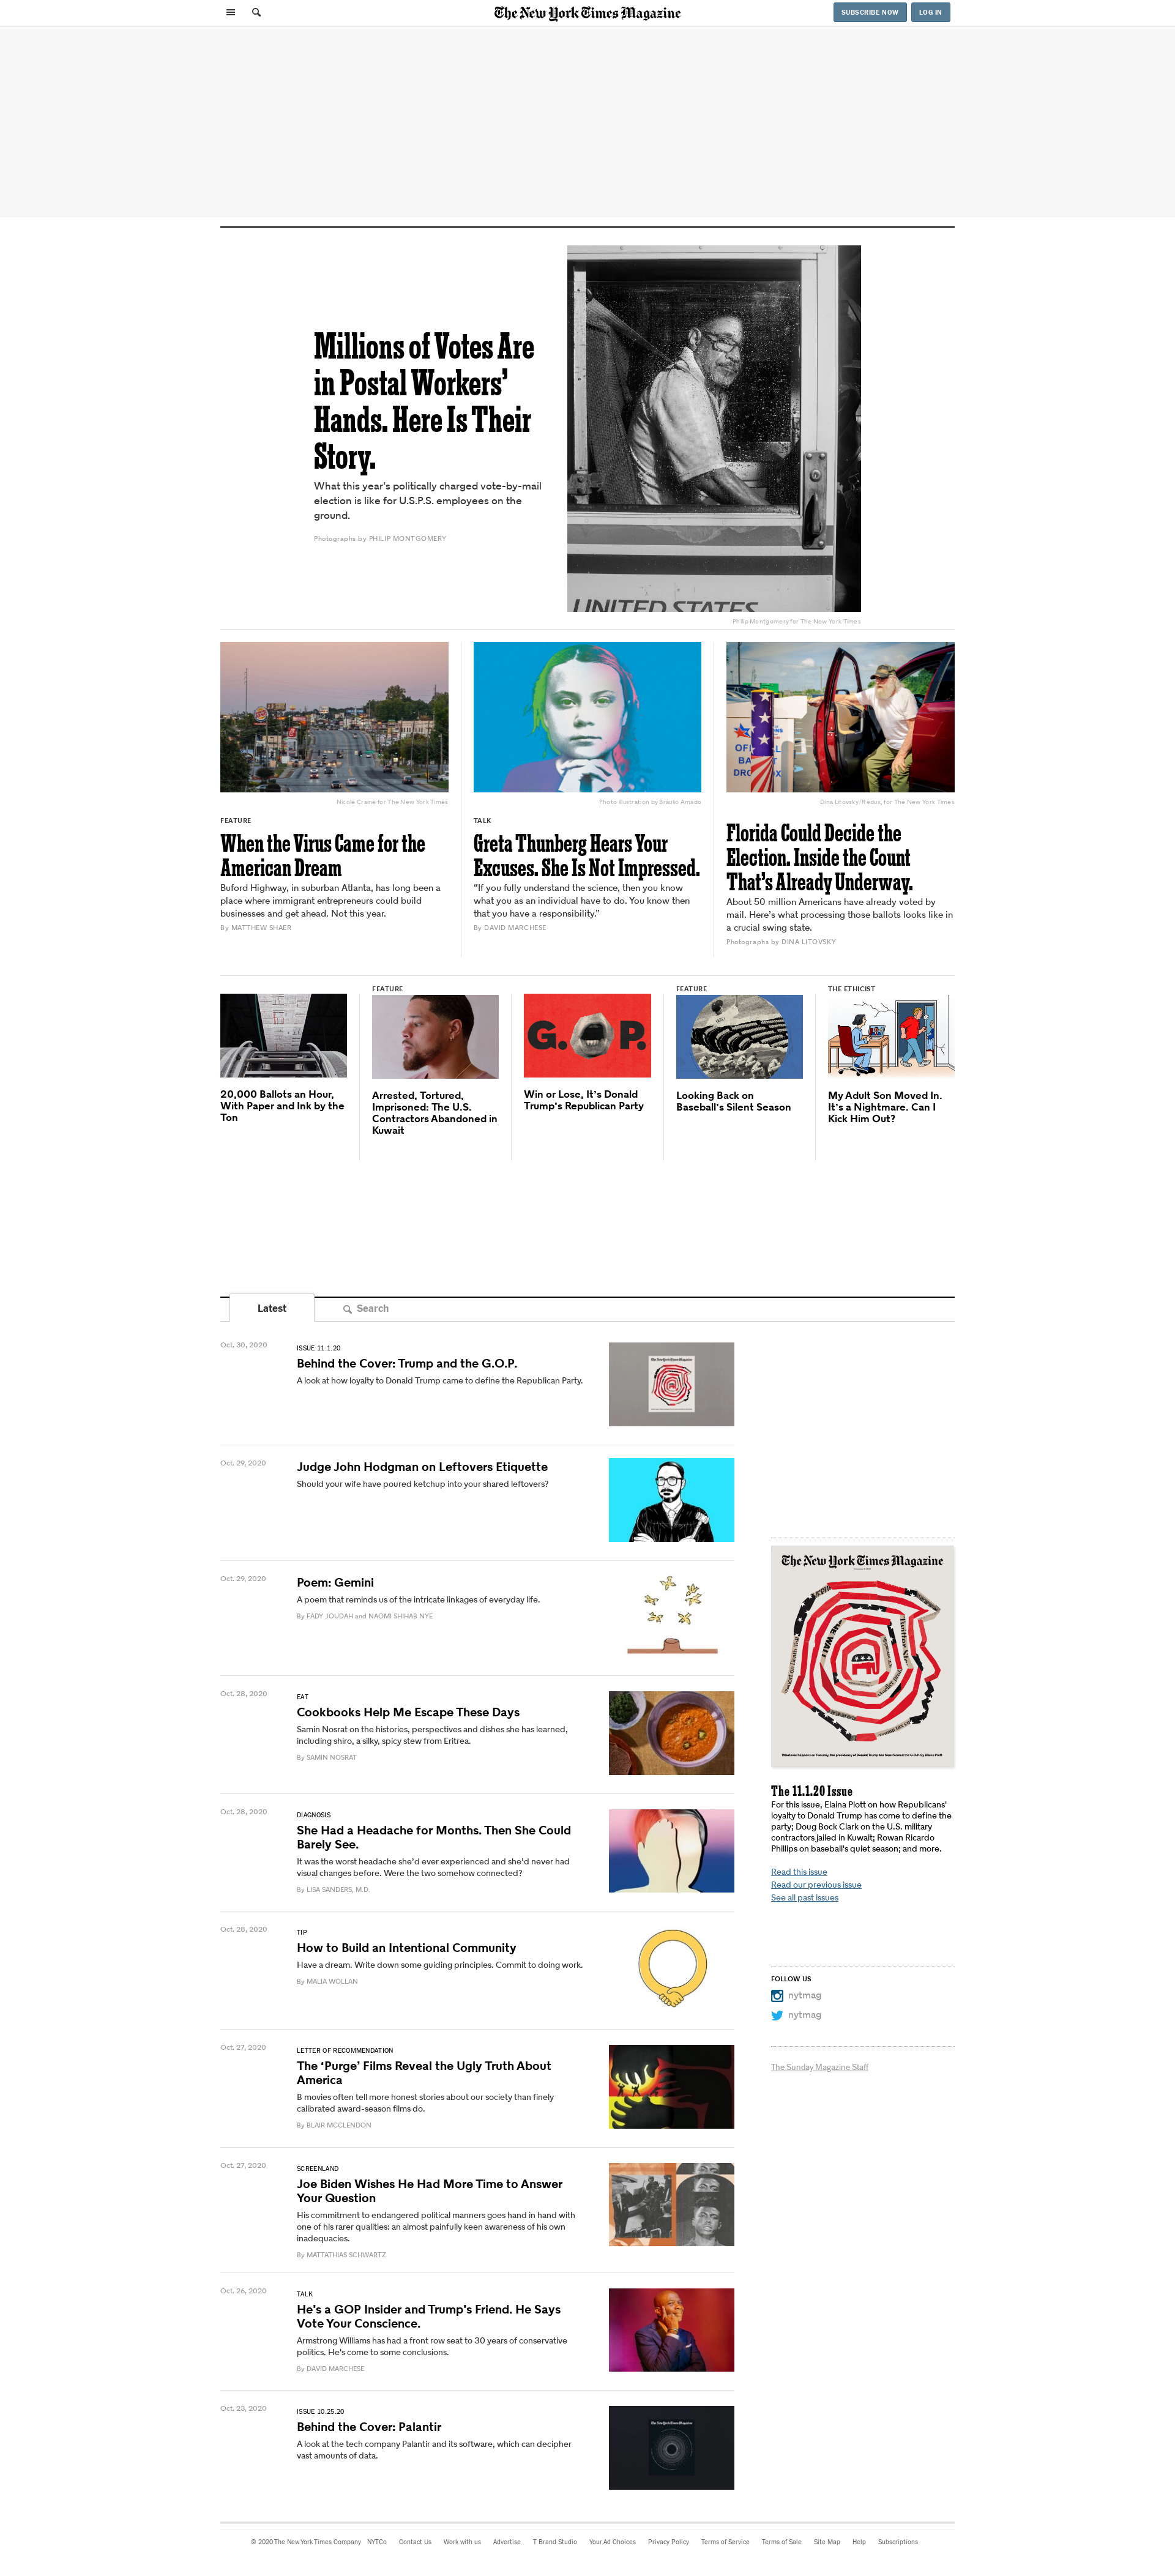 The New York Times Magazine
SUBSCRIBE NOW
LOG IN
Millions of Votes Are
in Postal Workers’
Hands. Here Is Their
Story.
What this year’s politically charged vote-by-mail
election is like for U.S.P.S. employees on the
ground.
Photographs by PHILIP MONTGOMERY
UNITED STATES
Philip Montgomery for The New York Times
Nicole Craine for The New York Times
FEATURE
When the Virus Came for the
American Dream
Buford Highway, in suburban Atlanta, has long been a
place where immigrant entrepreneurs could build
businesses and get ahead. Not this year.
By MATTHEW SHAER
Photo illustration by Bráulio Amado
TALK
Greta Thunberg Hears Your
Excuses. She Is Not Impressed.
“If you fully understand the science, then you know
what you as an individual have to do. You know then
that you have a responsibility.”
By DAVID MARCHESE
Dina Litovsky/Redux, for The New York Times
Florida Could Decide the
Election. Inside the Count
That’s Already Underway.
About 50 million Americans have already voted by
mail. Here’s what processing those ballots looks like in
a crucial swing state.
Photographs by DINA LITOVSKY
20,000 Ballots an Hour,
With Paper and Ink by the
Ton
FEATURE
Arrested, Tortured,
Imprisoned: The U.S.
Contractors Abandoned in
Kuwait
G.O.P.
Win or Lose, It’s Donald
Trump’s Republican Party
FEATURE
Looking Back on
Baseball’s Silent Season
THE ETHICIST
My Adult Son Moved In.
It’s a Nightmare. Can I
Kick Him Out?
Latest
Search
Oct. 30, 2020
ISSUE 11.1.20
Behind the Cover: Trump and the G.O.P.
A look at how loyalty to Donald Trump came to define the Republican Party.
Oct. 29, 2020
Judge John Hodgman on Leftovers Etiquette
Should your wife have poured ketchup into your shared leftovers?
Oct. 29, 2020
Poem: Gemini
A poem that reminds us of the intricate linkages of everyday life.
By FADY JOUDAH and NAOMI SHIHAB NYE
Oct. 28, 2020
EAT
Cookbooks Help Me Escape These Days
Samin Nosrat on the histories, perspectives and dishes she has learned,
including shiro, a silky, spicy stew from Eritrea.
By SAMIN NOSRAT
Oct. 28, 2020
DIAGNOSIS
She Had a Headache for Months. Then She Could
Barely See.
It was the worst headache she’d ever experienced and she’d never had
visual changes before. Were the two somehow connected?
By LISA SANDERS, M.D.
Oct. 28, 2020
TIP
How to Build an Intentional Community
Have a dream. Write down some guiding principles. Commit to doing work.
By MALIA WOLLAN
Oct. 27, 2020
LETTER OF RECOMMENDATION
The ‘Purge’ Films Reveal the Ugly Truth About
America
B movies often tell more honest stories about our society than finely
calibrated award-season films do.
By BLAIR MCCLENDON
Oct. 27, 2020
SCREENLAND
Joe Biden Wishes He Had More Time to Answer
Your Question
His commitment to endangered political manners goes hand in hand with
one of his rarer qualities: an almost painfully keen awareness of his own
inadequacies.
By MATTATHIAS SCHWARTZ
Oct. 26, 2020
TALK
He’s a GOP Insider and Trump’s Friend. He Says
Vote Your Conscience.
Armstrong Williams has had a front row seat to 30 years of conservative
politics. He’s come to some conclusions.
By DAVID MARCHESE
Oct. 23, 2020
ISSUE 10.25.20
Behind the Cover: Palantir
A look at the tech company Palantir and its software, which can decipher
vast amounts of data.
The New York Times Magazine
Whatever happens on Tuesday, the presidency of Donald Trump has transformed the G.O.P. By Elaina Plott
The 11.1.20 Issue
For this issue, Elaina Plott on how Republicans’
loyalty to Donald Trump has come to define the
party; Doug Bock Clark on the U.S. military
contractors jailed in Kuwait; Rowan Ricardo
Phillips on baseball’s quiet season; and more.
Read this issue
Read our previous issue
See all past issues
FOLLOW US
nytmag
nytmag
The Sunday Magazine Staff
© 2020 The New York Times Company NYTCo Contact Us Work with us Advertise T Brand Studio Your Ad Choices Privacy Policy Terms of Service Terms of Sale Site Map Help Subscriptions